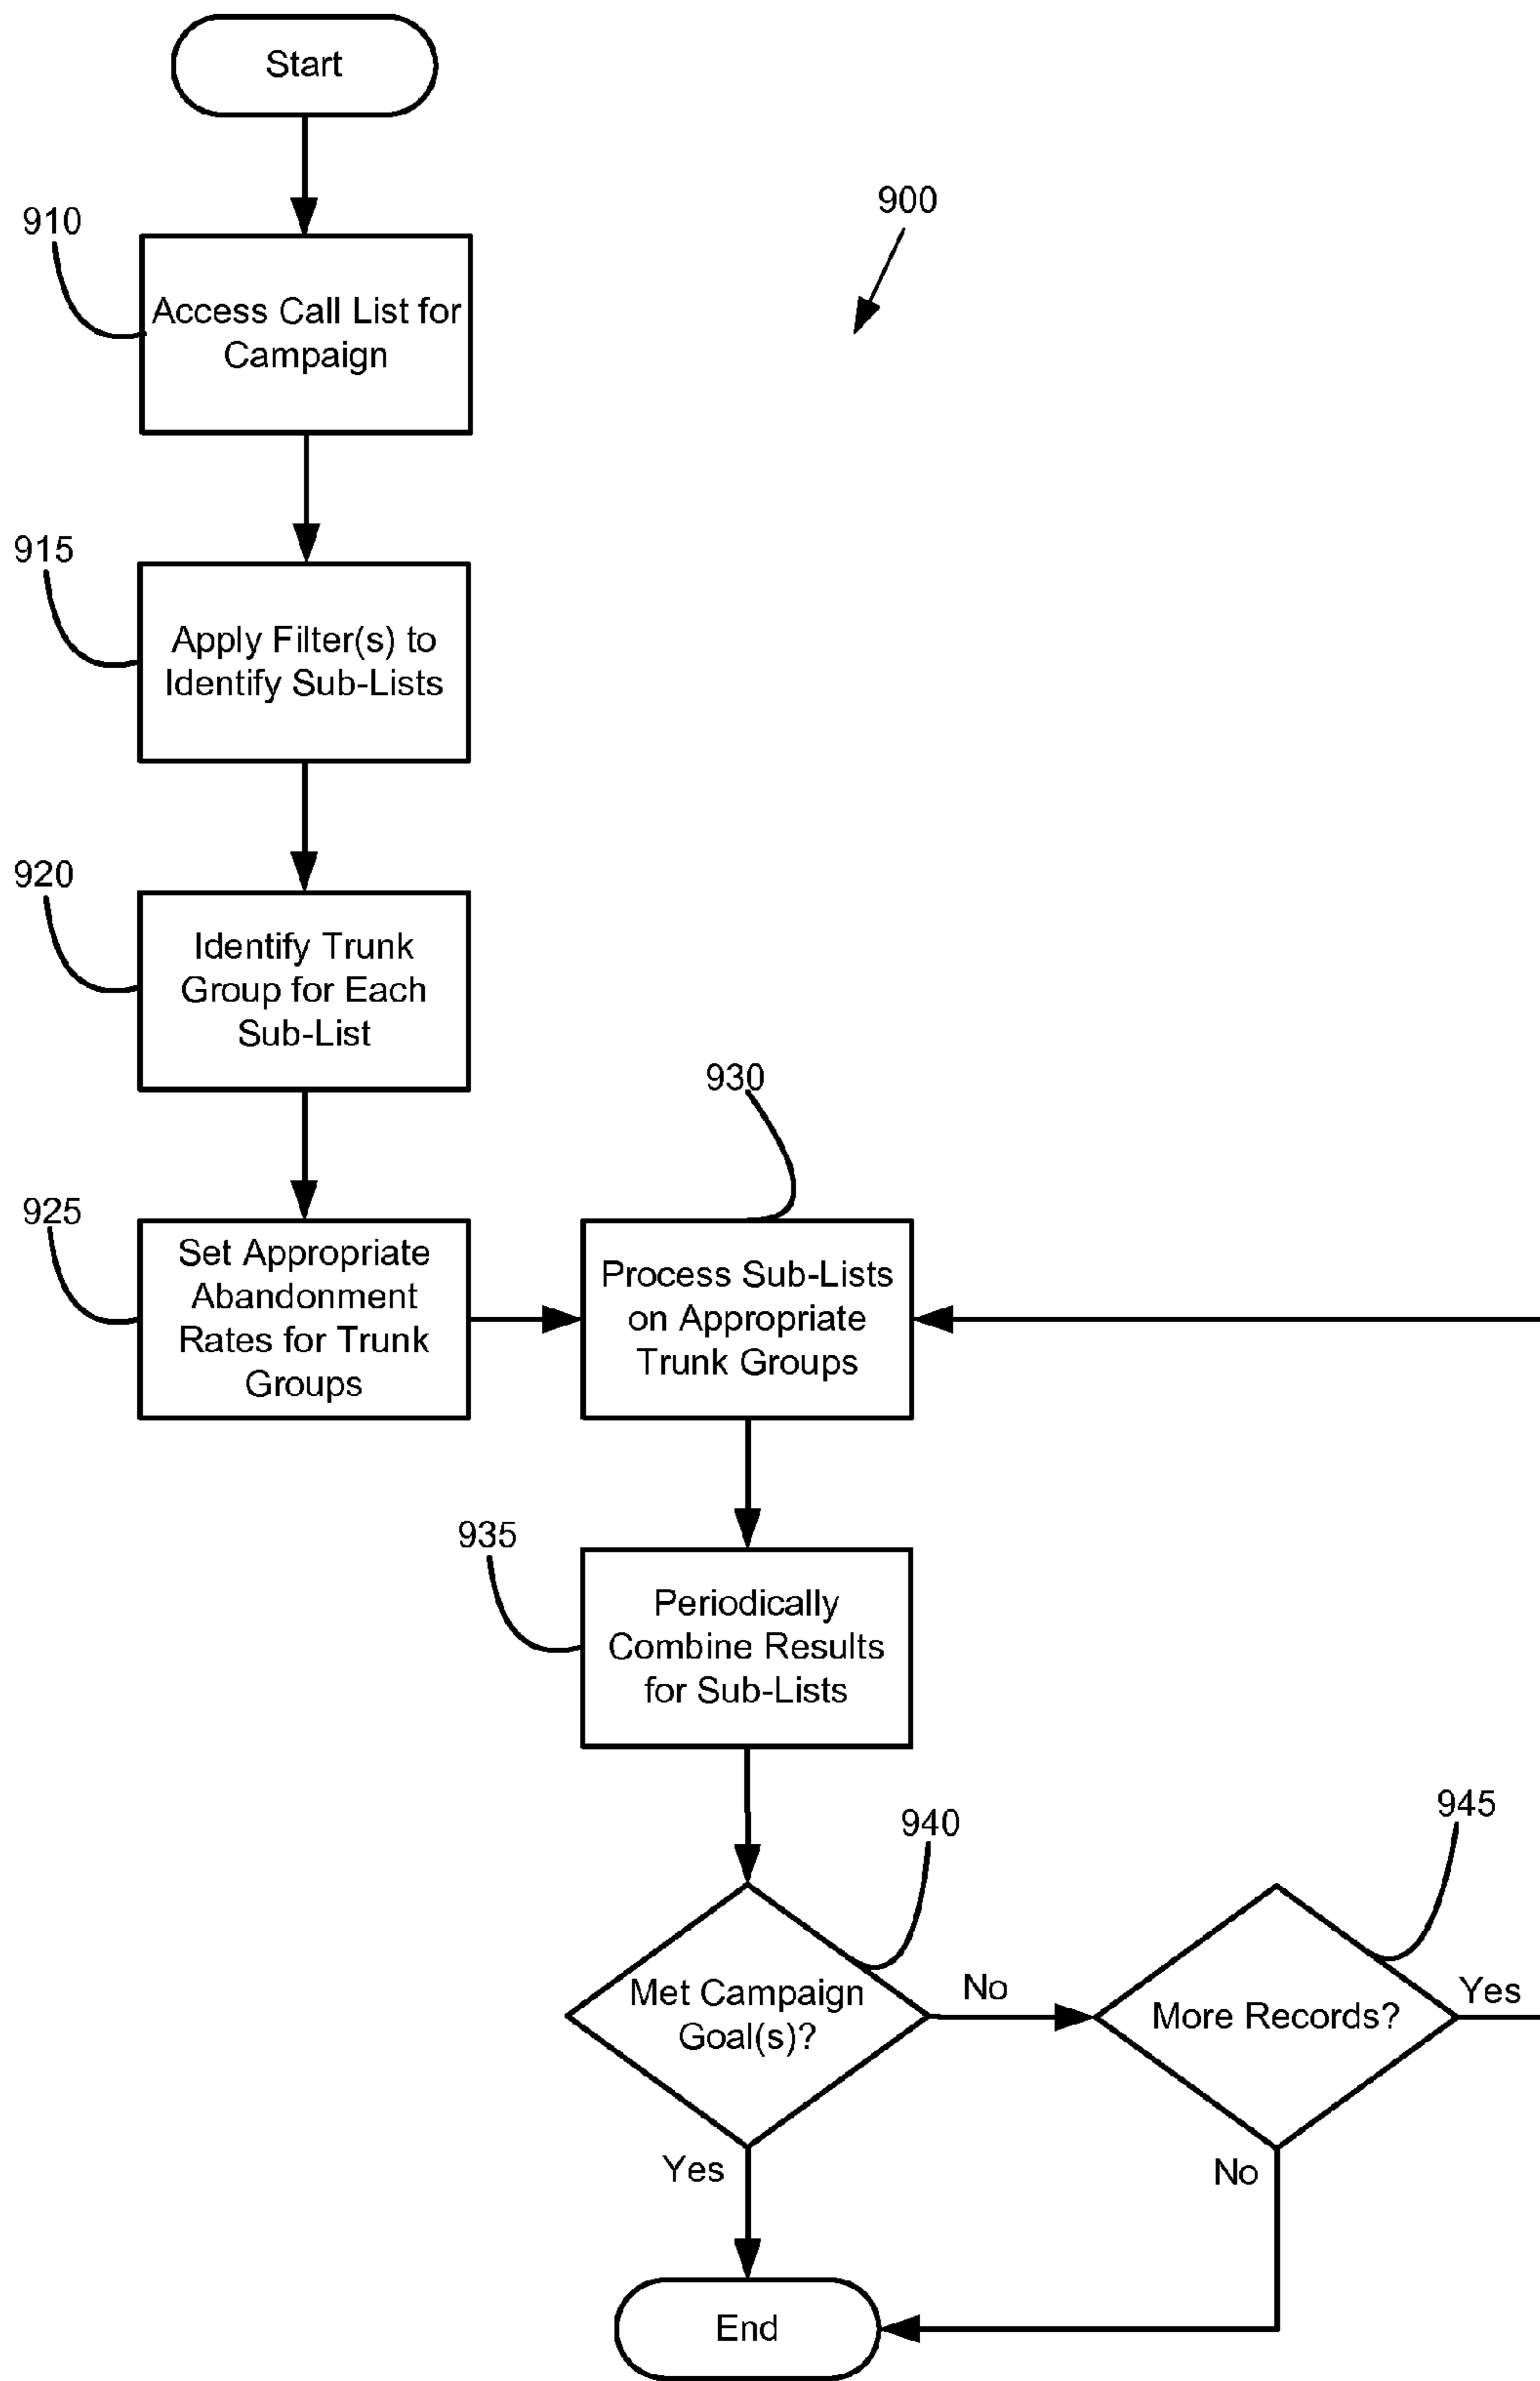 Start
900
910
Access Call List for
Campaign
915
Apply Filter(s) to
Identify Sub-Lists
920
Identify Trunk
Group for Each
Sub-List
925
Set Appropriate
Abandonment
Rates for Trunk
Groups
930
Process Sub-Lists
on Appropriate
Trunk Groups
935
Periodically
Combine Results
for Sub-Lists
940
Met Campaign
Goal(s)?
No
Yes
945
More Records?
Yes
No
End